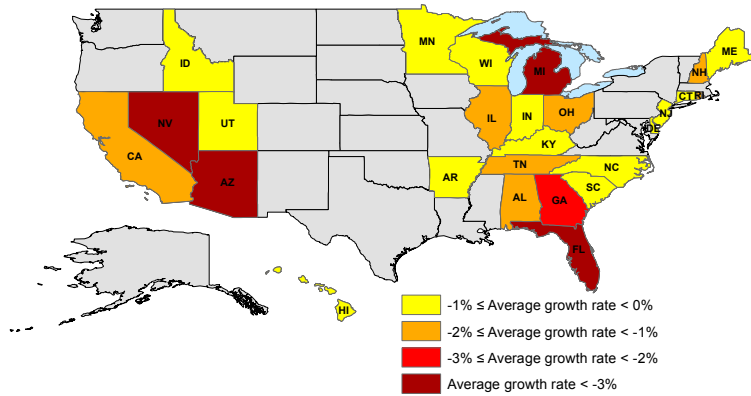 ME
MN
WI
ID
NH
MI
CT RI
NJ
NV
UT
IL
IN
OH
DE
CA
KY
NC
TN
AZ
AR
SC
AL
GA
FL
HI
-1% ≤ Average growth rate < 0%
-2% ≤ Average growth rate < -1%
-3% ≤ Average growth rate < -2%
Average growth rate < -3%